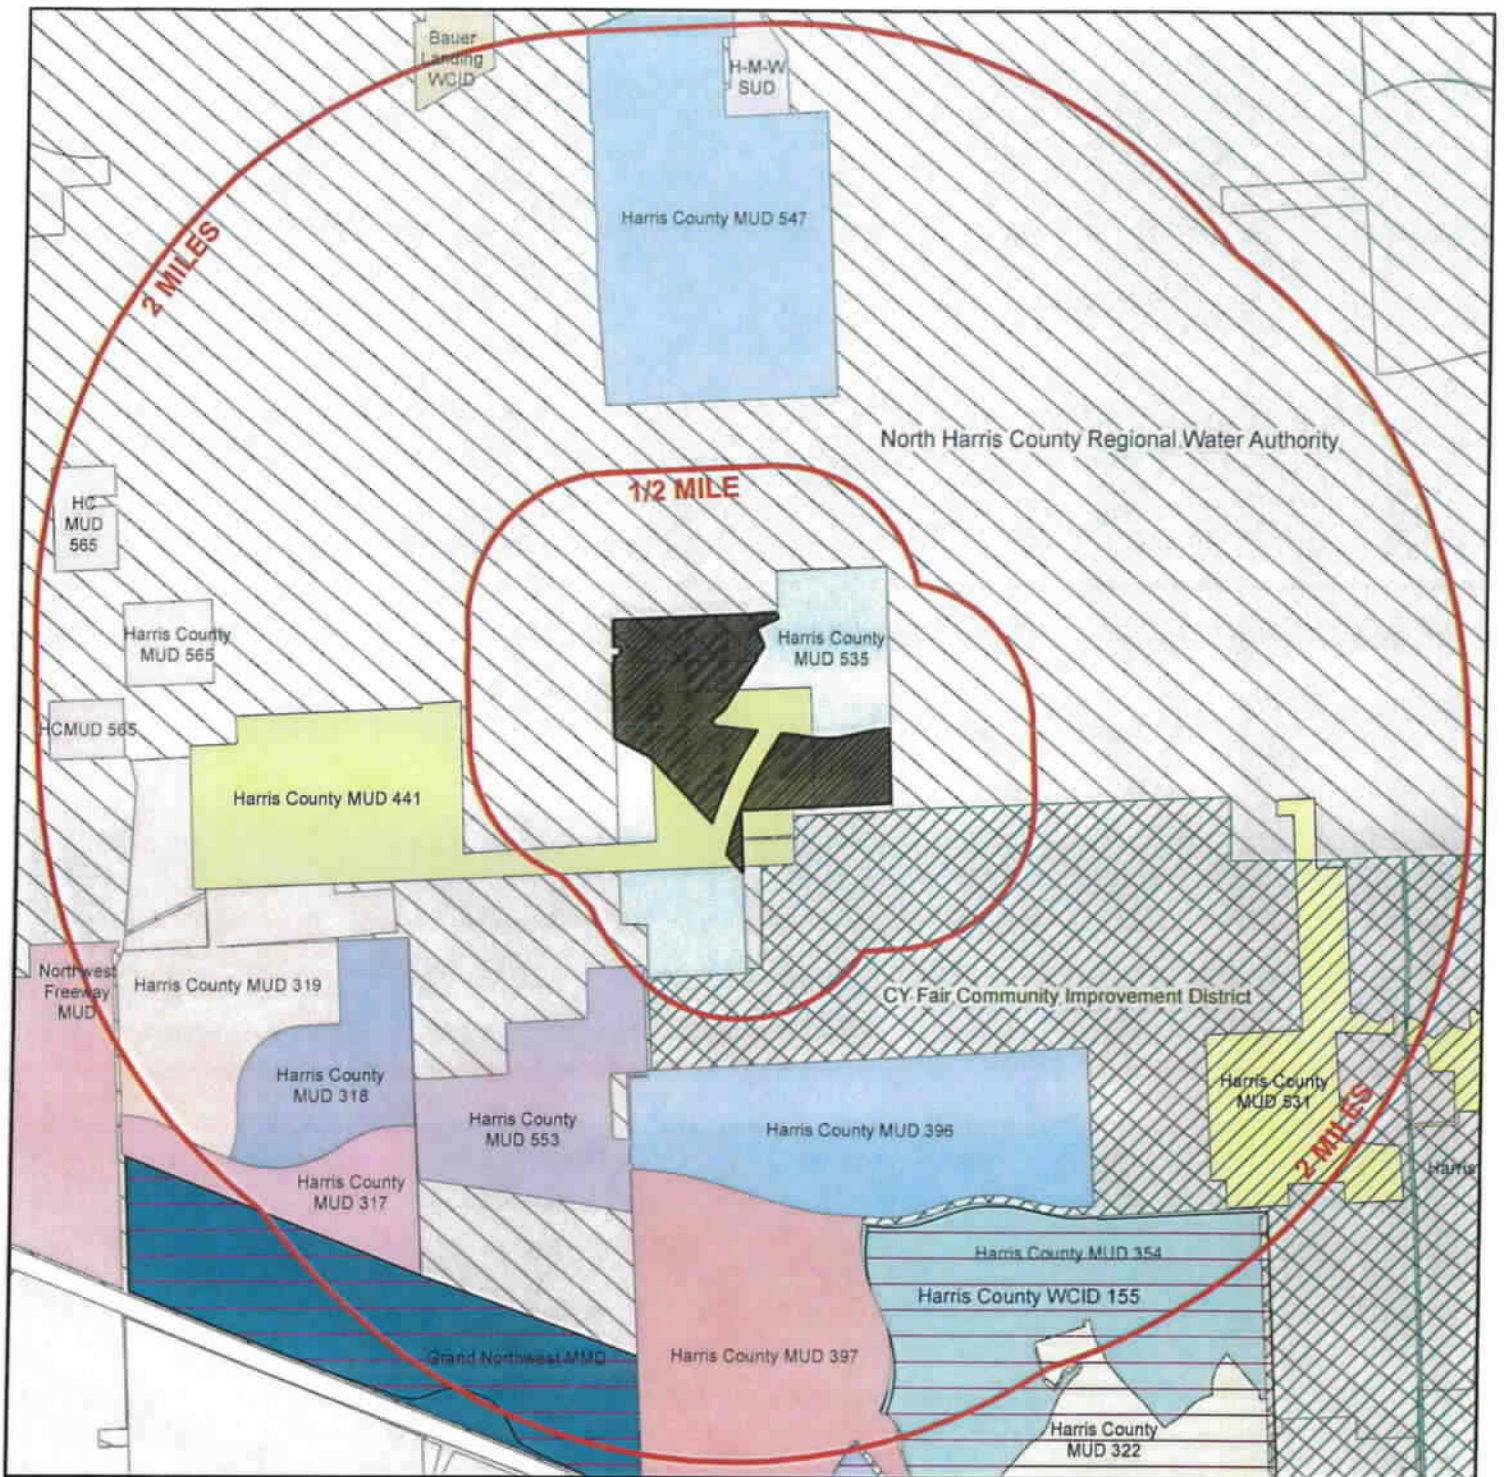 Bauer
Landing
WCID
H-M-W
SUD
Harris County MUD 547
2 MILES
North Harris County Regional Water Authority
1/2 MILE
HC
MUD
565
Harris County
MUD 565
Harris County
MUD 535
HCMUD 565
Harris County MUD 441
Northwest
Freeway
MUD
Harris County MUD 319
CY-Fair Community Improvement District
Harris County
MUD 318
Harris County
MUD 531
Harris County
MUD 553
Harris County MUD 396
2 MILES
Harris
Harris County
MUD 317
Harris County MUD 354
Harris County WCID 155
Grand Northwest MMD
Harris County MUD 397
Harris County
MUD 322